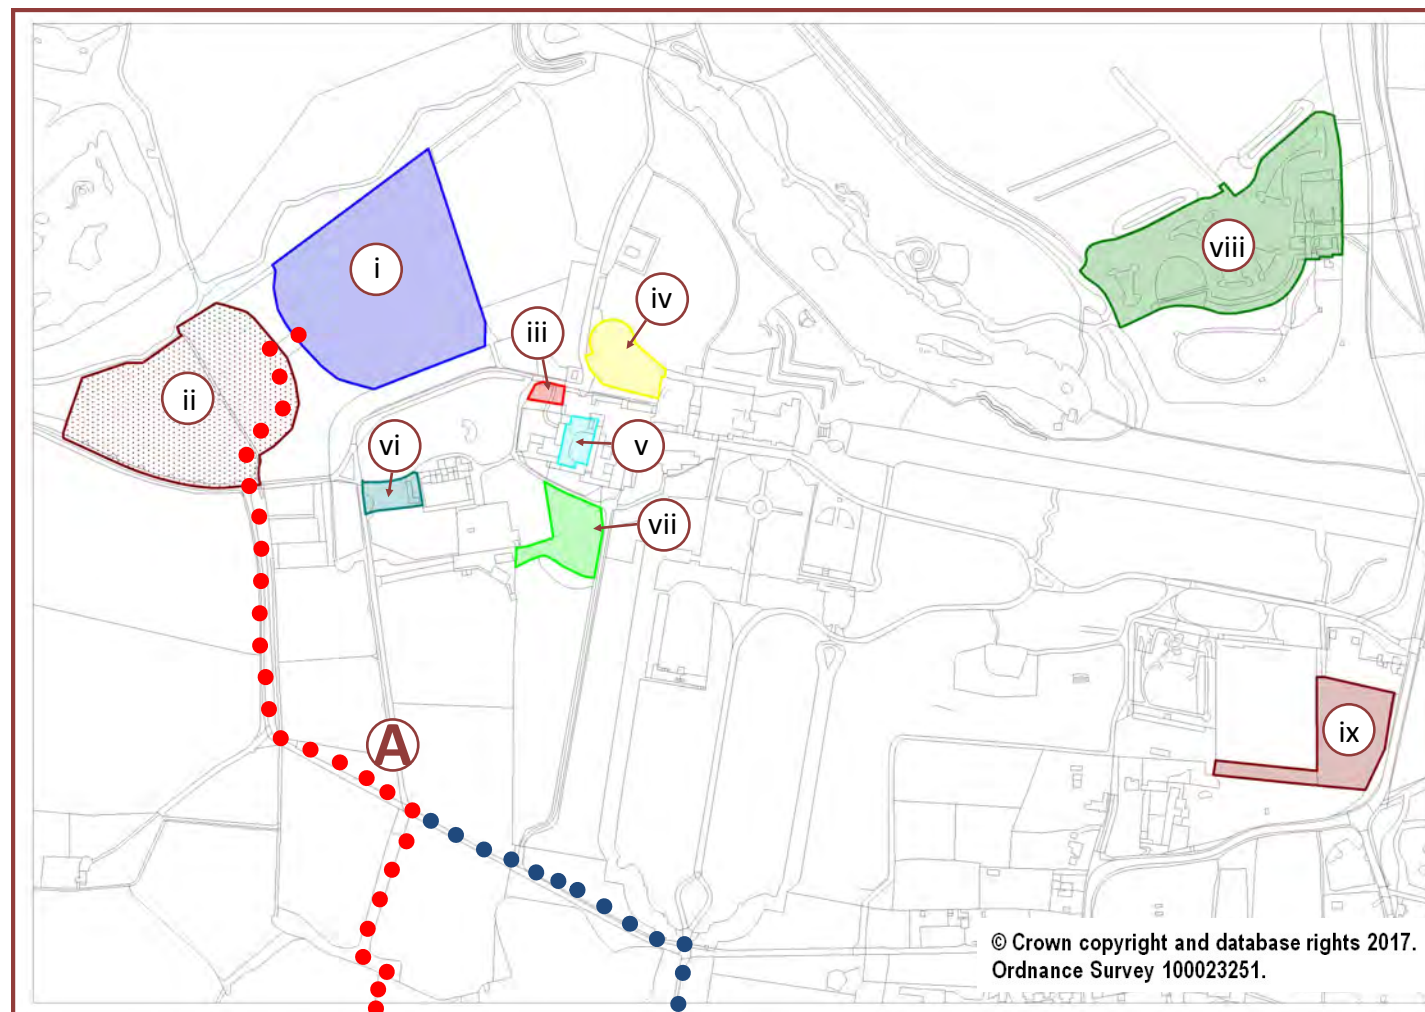 i
iv
viii
iii
ii
vi
v
vii
A
ix
© Crown copyright and database rights 2017.
Ordnance Survey 100023251.